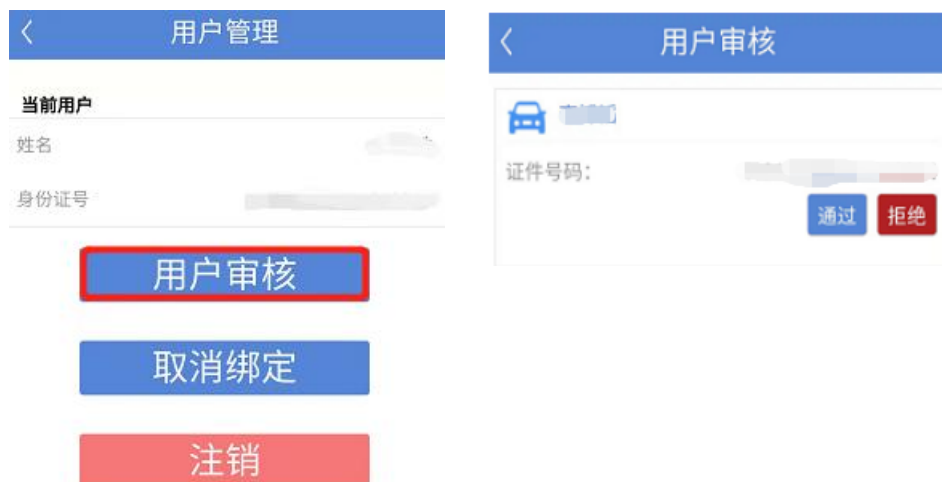 用户管理
当前用户
姓名
身份证号
用户审核
取消绑定
注销
用户审核
证件号码：
通过
拒绝